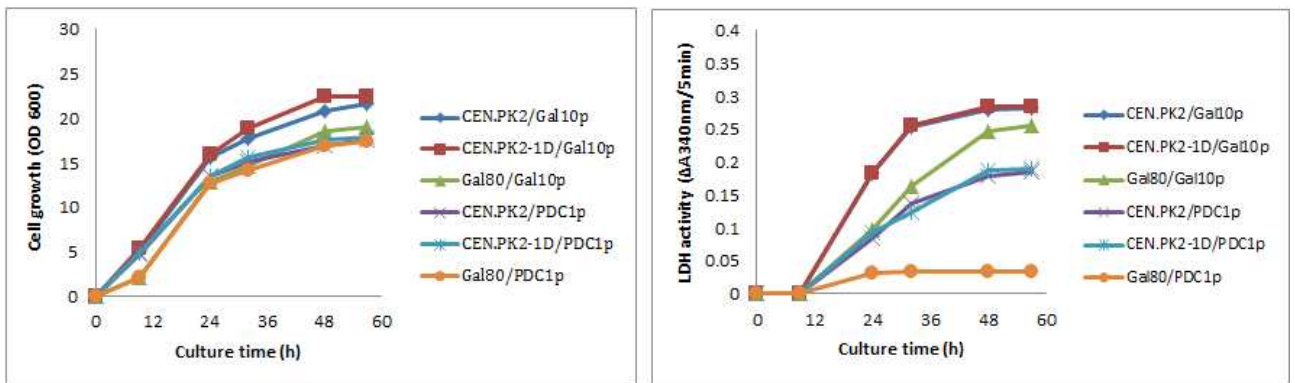 Cell growth (OD 600)
30
25
20
15
10
5
0
0 12 24 36 48 60
Culture time (h)
CEN.PK2/Gal10p
CEN.PK2-1D/Gal10p
Gal80/Gal10p
CEN.PK2/PDC1p
CEN.PK2-1D/PDC1p
Gal80/PDC1p
LDH activity (ΔA340nm/5min)
0.4
0.35
0.3
0.25
0.2
0.15
0.1
0.05
0
0 12 24 36 48 60
Culture time (h)
CEN.PK2/Gal10p
CEN.PK2-1D/Gal10p
Gal80/Gal10p
CEN.PK2/PDC1p
CEN.PK2-1D/PDC1p
Gal80/PDC1p